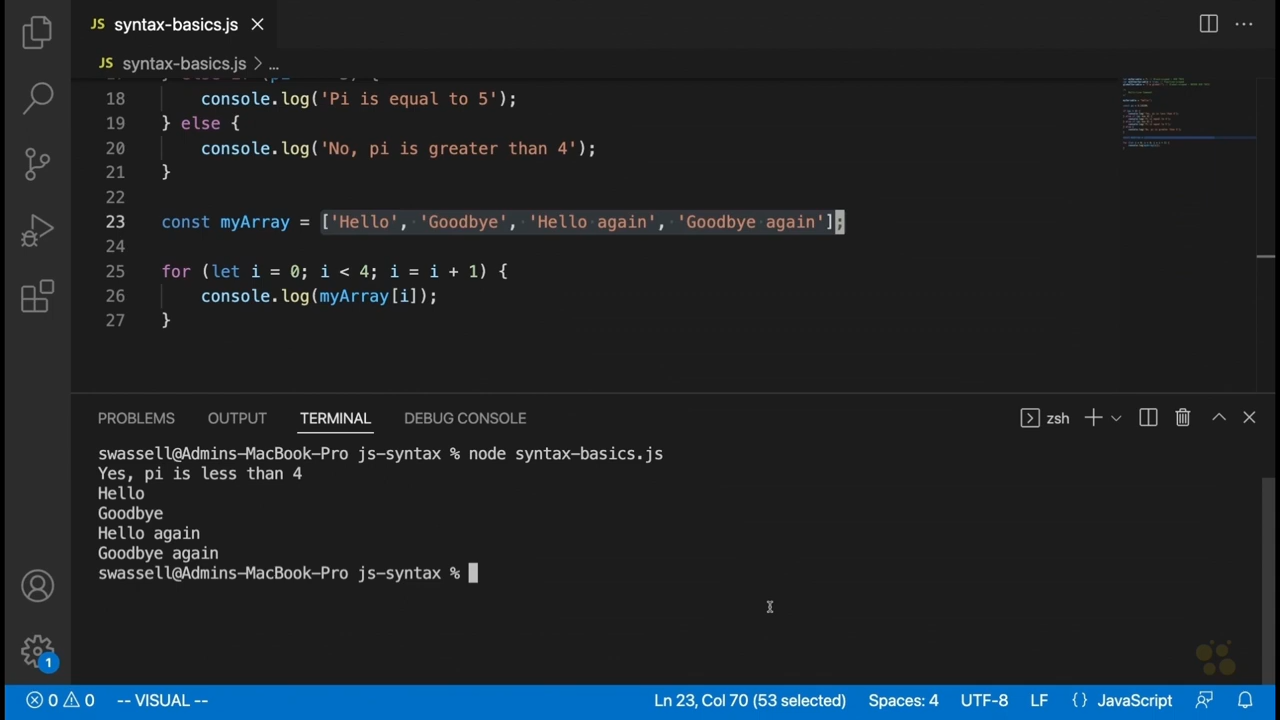 JS syntax-basics.js
JS syntax-basics.js > ...
18 console.log('Pi is equal to 5');
19 } else {
20 console.log('No, pi is greater than 4');
21 }
22
23 const myArray = ['Hello', 'Goodbye', 'Hello again', 'Goodbye again'];
24
25 for (let i = 0; i < 4; i = i + 1) {
26 console.log(myArray[i]);
27 }
PROBLEMS OUTPUT TERMINAL DEBUG CONSOLE zsh
swassell@Admins-MacBook-Pro js-syntax % node syntax-basics.js
Yes, pi is less than 4
Hello
Goodbye
Hello again
Goodbye again
swassell@Admins-MacBook-Pro js-syntax %
1
0 0 -- VISUAL -- Ln 23, Col 70 (53 selected) Spaces: 4 UTF-8 LF {} JavaScript